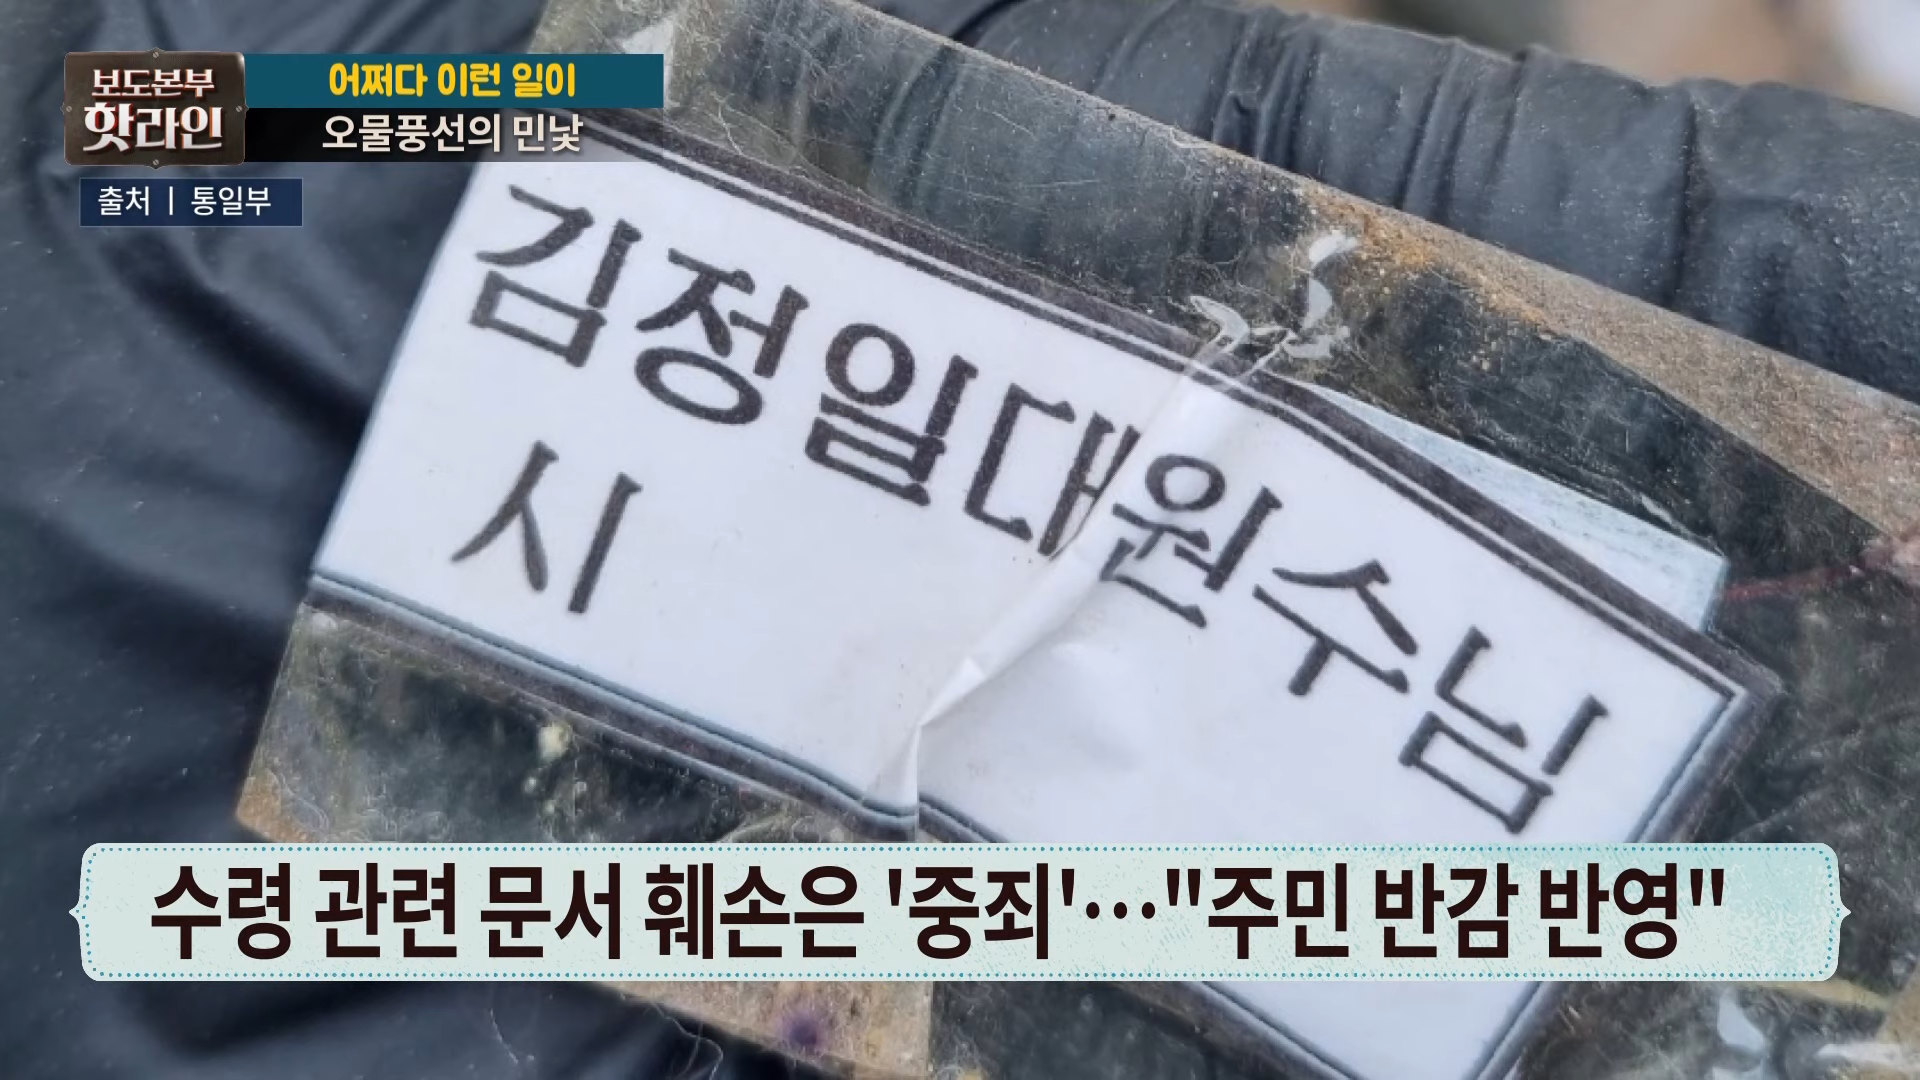 보도본부
핫라인
어쩌다 이런 일이
오물풍선의 민낯
출처 | 통일부
김정일대원수님
시
수령 관련 문서 훼손은 '중죄'…"주민 반감 반영"